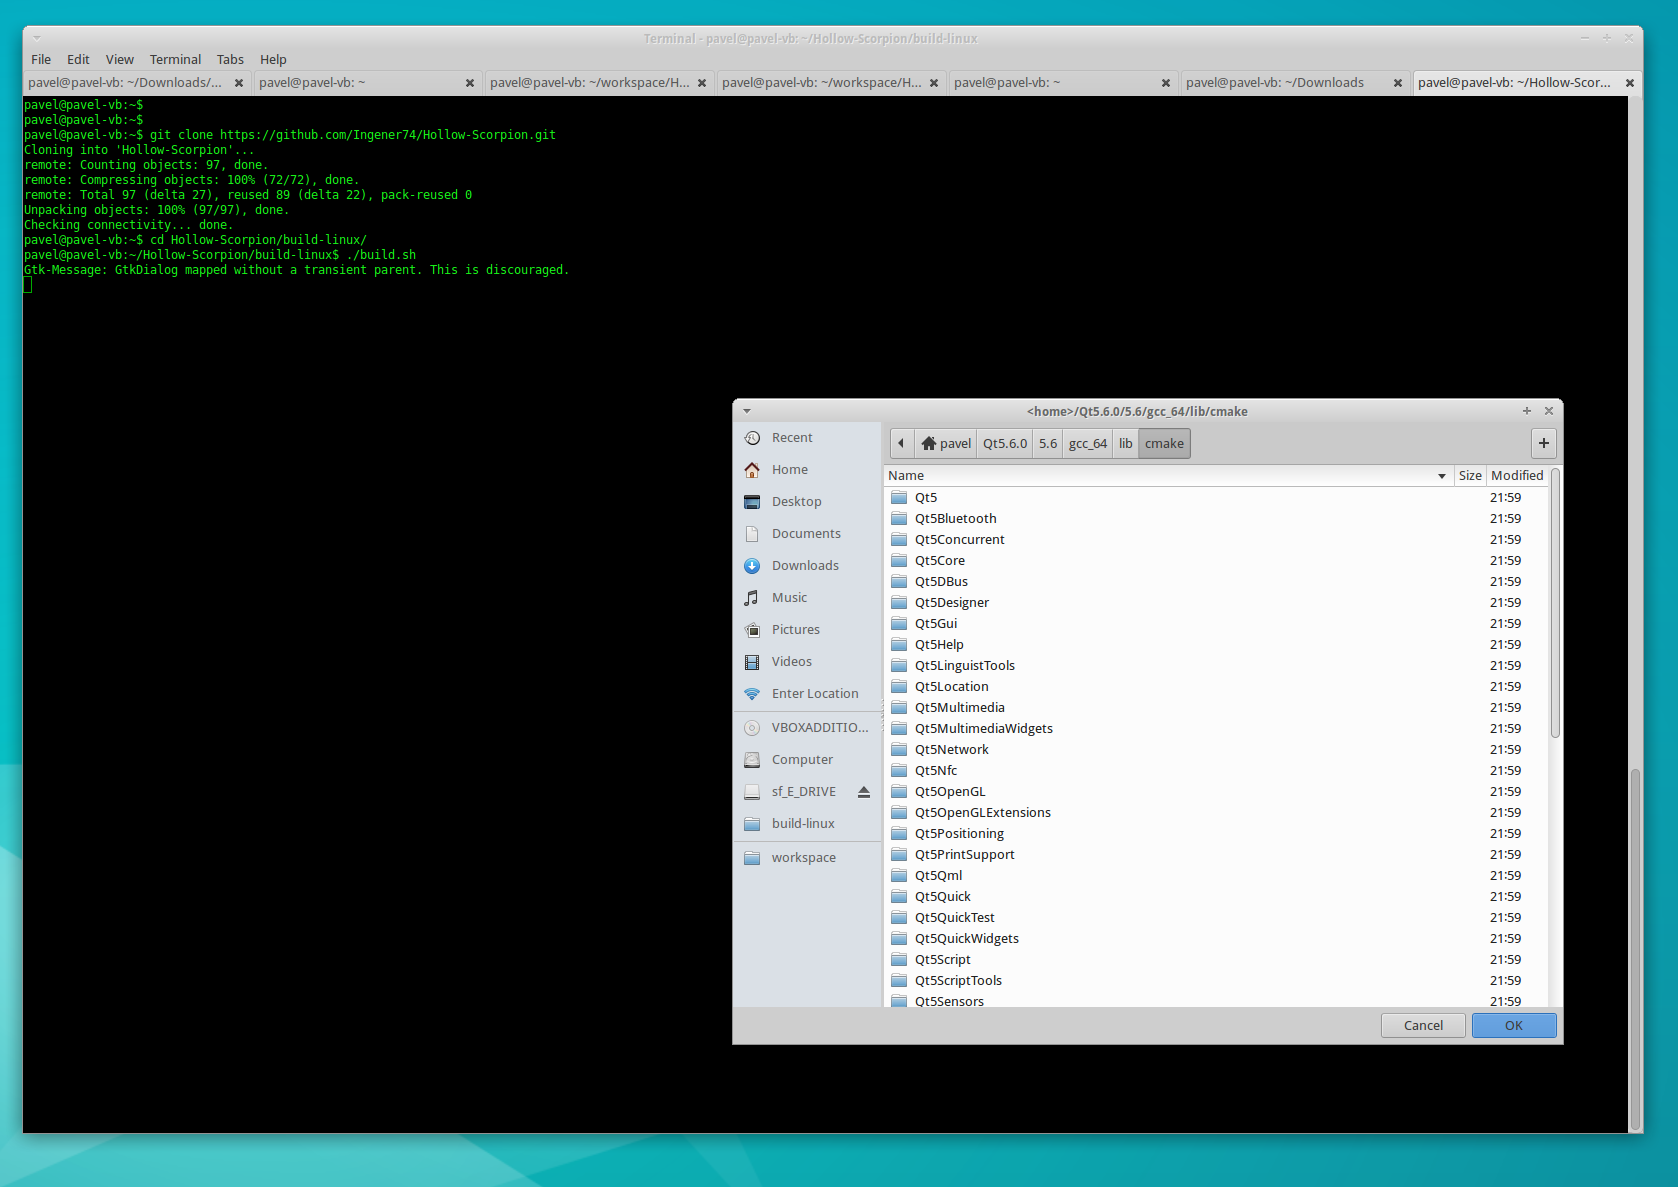 Terminal - pavel@pavel-vb: ~/Hollow-Scorpion/build-linux
File Edit View Terminal Tabs Help
pavel@pavel-vb: ~/Downloads/... pavel@pavel-vb: ~ pavel@pavel-vb: ~/workspace/H... pavel@pavel-vb: ~/workspace/H... pavel@pavel-vb: ~ pavel@pavel-vb: ~/Downloads pavel@pavel-vb: ~/Hollow-Scor...
pavel@pavel-vb:~$
pavel@pavel-vb:~$
pavel@pavel-vb:~$ git clone https://github.com/Ingener74/Hollow-Scorpion.git
Cloning into 'Hollow-Scorpion'...
remote: Counting objects: 97, done.
remote: Compressing objects: 100% (72/72), done.
remote: Total 97 (delta 27), reused 89 (delta 22), pack-reused 0
Unpacking objects: 100% (97/97), done.
Checking connectivity... done.
pavel@pavel-vb:~$ cd Hollow-Scorpion/build-linux/
pavel@pavel-vb:~/Hollow-Scorpion/build-linux$ ./build.sh
Gtk-Message: GtkDialog mapped without a transient parent. This is discouraged.
<home>/Qt5.6.0/5.6/gcc_64/lib/cmake
Recent
Home
Desktop
Documents
Downloads
Music
Pictures
Videos
Enter Location
VBOXADDITIO...
Computer
sf_E_DRIVE
build-linux
workspace
pavel Qt5.6.0 5.6 gcc_64 lib cmake
Name Size Modified
Qt5 21:59
Qt5Bluetooth 21:59
Qt5Concurrent 21:59
Qt5Core 21:59
Qt5DBus 21:59
Qt5Designer 21:59
Qt5Gui 21:59
Qt5Help 21:59
Qt5LinguistTools 21:59
Qt5Location 21:59
Qt5Multimedia 21:59
Qt5MultimediaWidgets 21:59
Qt5Network 21:59
Qt5Nfc 21:59
Qt5OpenGL 21:59
Qt5OpenGLExtensions 21:59
Qt5Positioning 21:59
Qt5PrintSupport 21:59
Qt5Qml 21:59
Qt5Quick 21:59
Qt5QuickTest 21:59
Qt5QuickWidgets 21:59
Qt5Script 21:59
Qt5ScriptTools 21:59
Qt5Sensors 21:59
Cancel OK